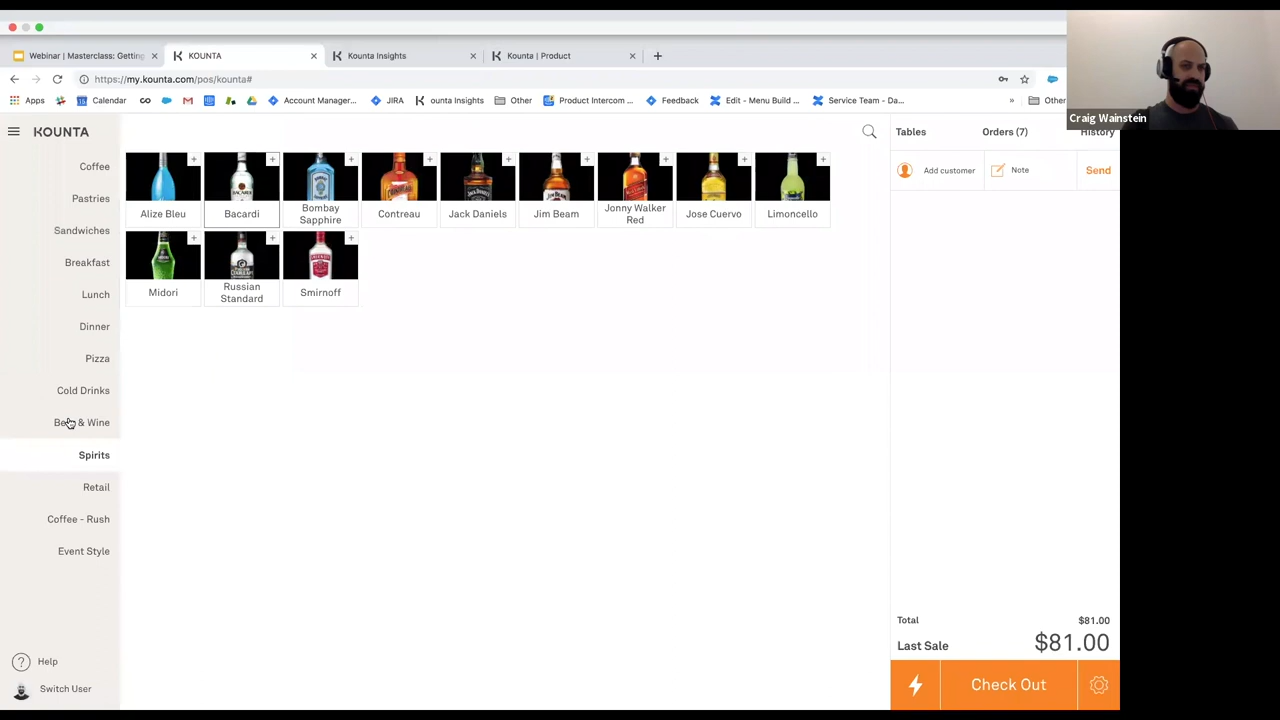 Webinar | Masterclass: Getting
KOUNTA
Kounta Insights
Kounta | Product
https://my.kounta.com/pos/kounta#
Apps
Calendar
Account Manager...
JIRA
ounta Insights
Other
Product Intercom ...
Feedback
Edit - Menu Build ...
Service Team - Da...
»
Other
Craig Wainstein
KOUNTA
Coffee
Pastries
Sandwiches
Breakfast
Lunch
Dinner
Pizza
Cold Drinks
Beer & Wine
Spirits
Retail
Coffee - Rush
Event Style
Help
Switch User
Alize Bleu
Bacardi
Bombay
Sapphire
Contreau
Jack Daniels
Jim Beam
Jonny Walker
Red
Jose Cuervo
Limoncello
Midori
Russian
Standard
Smirnoff
Tables
Orders (7)
History
Add customer
Note
Send
Total
$81.00
Last Sale
$81.00
Check Out